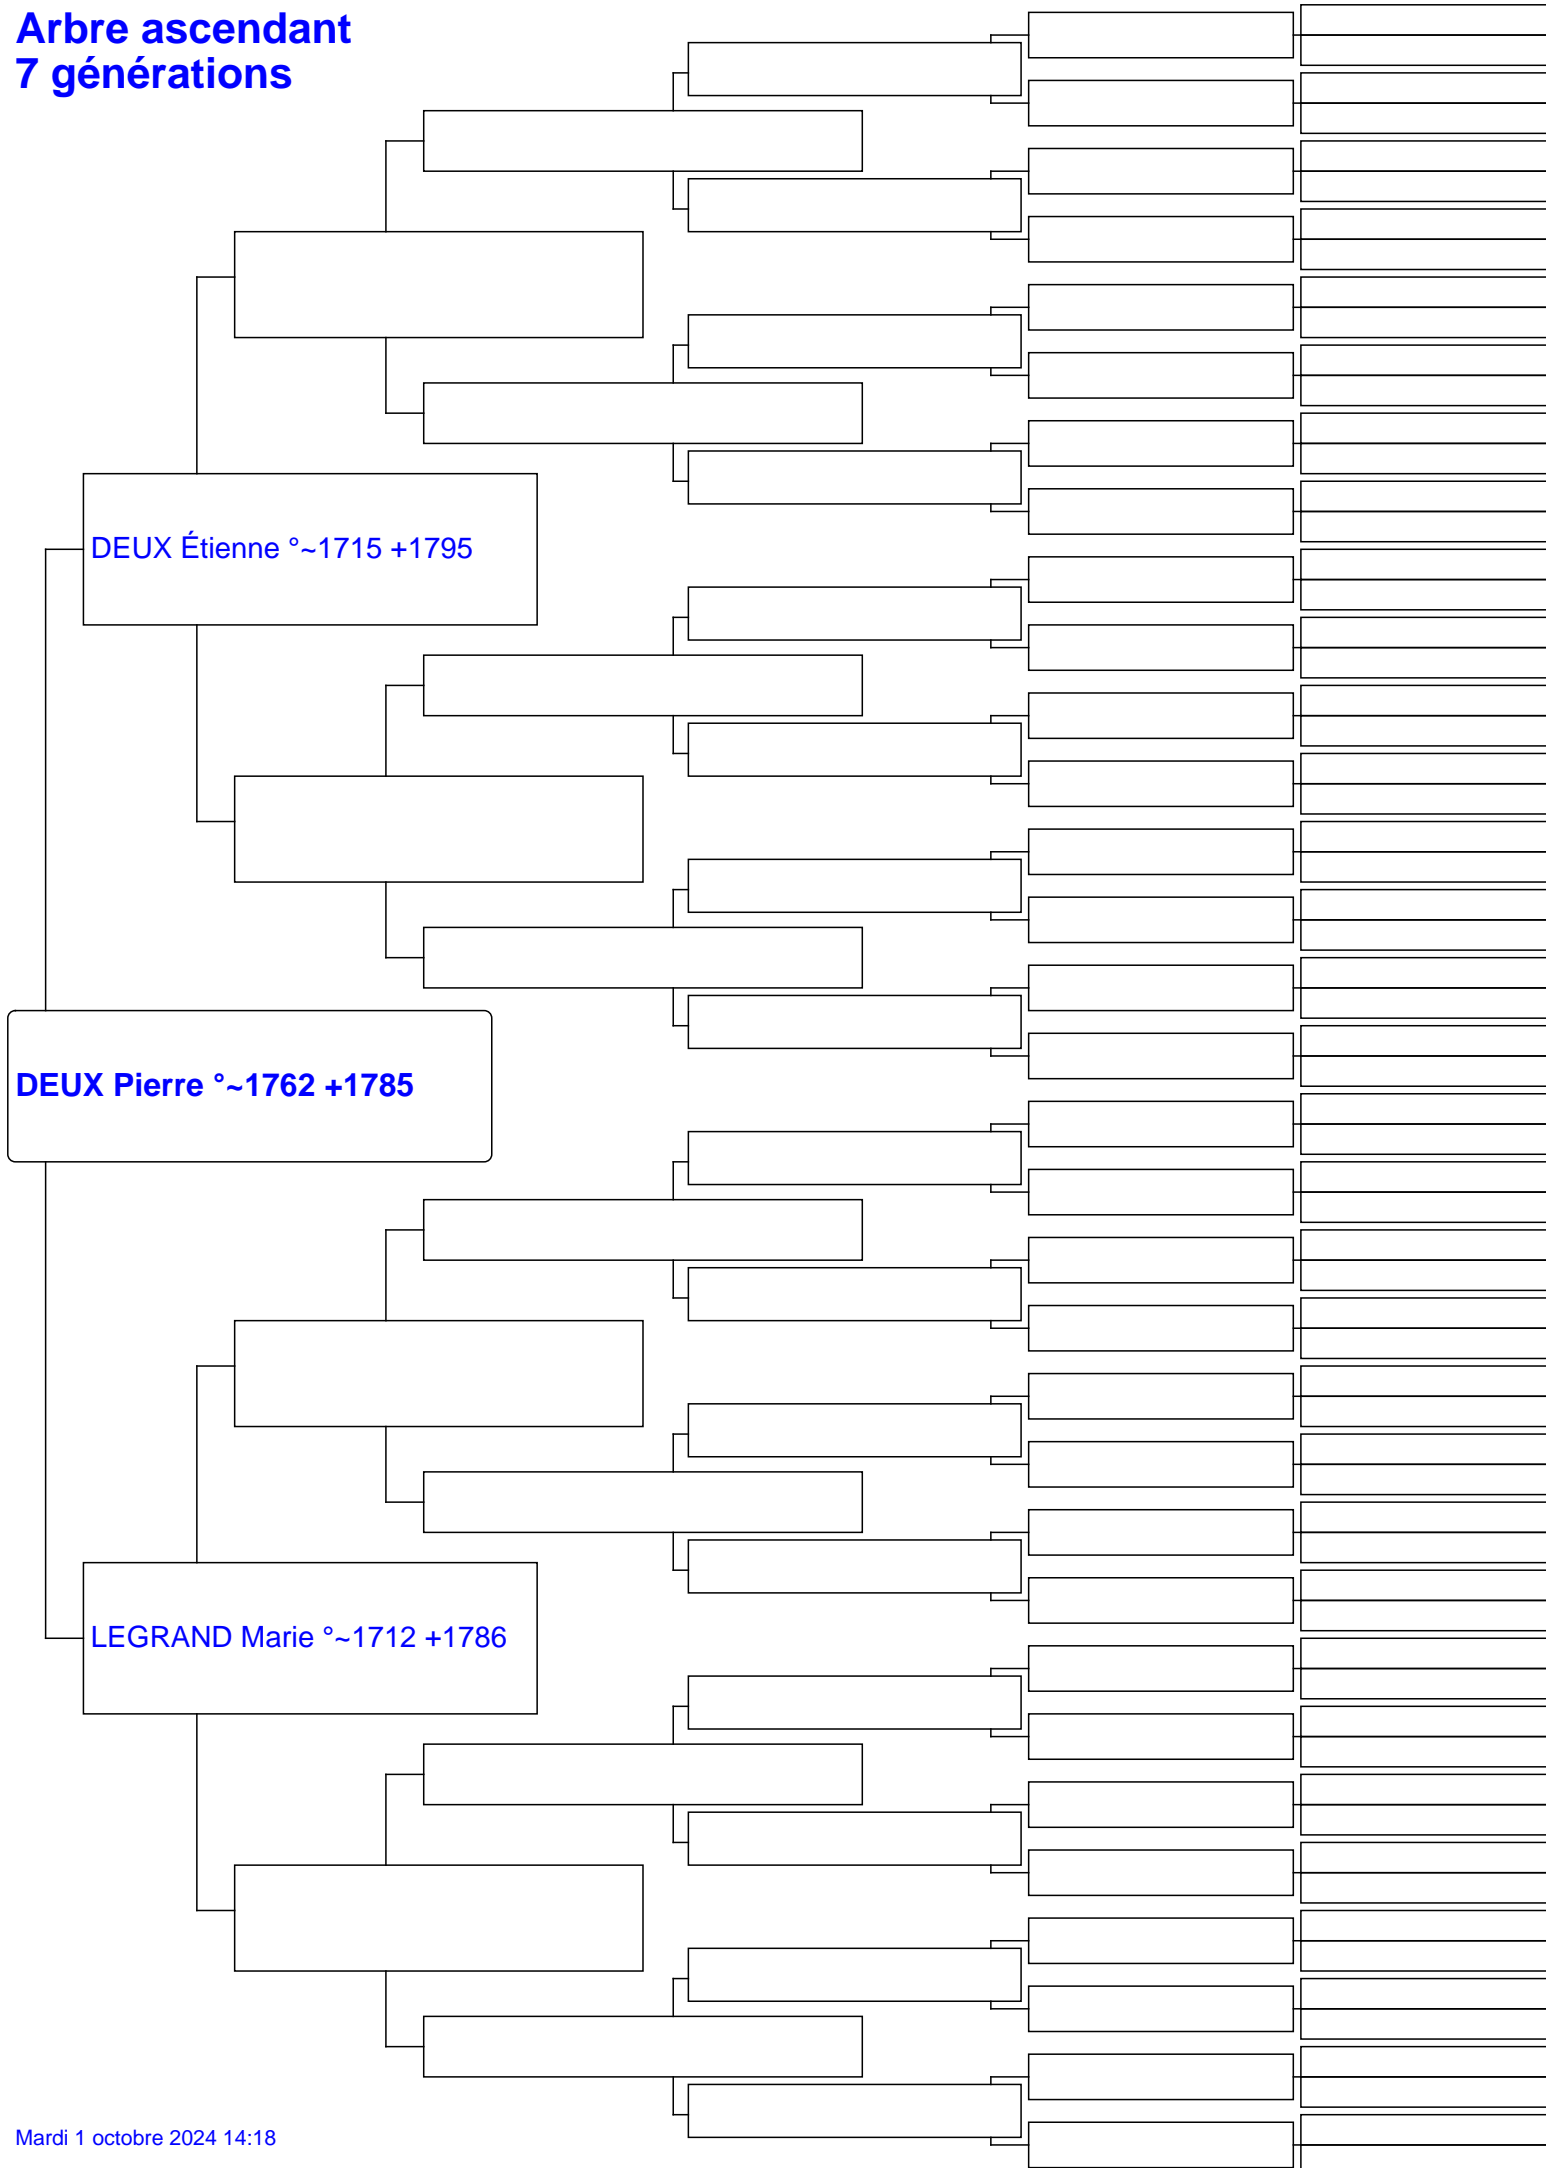 Arbre ascendant
7 générations
DEUX Étienne °~1715 +1795
DEUX Pierre °~1762 +1785
LEGRAND Marie °~1712 +1786
Mardi 1 octobre 2024 14:18